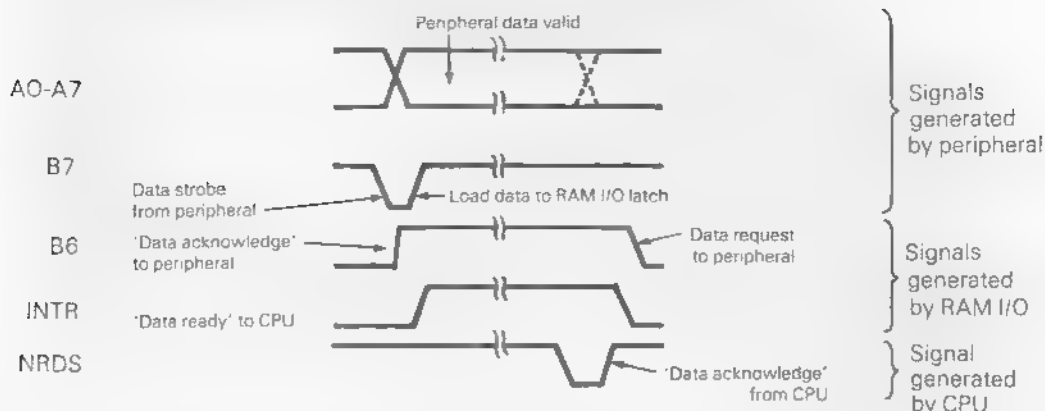 Peripheral data valid
AO-A7
Signals
generated
by peripheral
B7
Data strobe
from peripheral
Load data to RAM I/O latch
B6
'Data acknowledge'
to peripheral
Data request
to peripheral
Signals
generated
by RAM I/O
INTR
'Data ready' to CPU
NRDS
'Data acknowledge'
from CPU
Signal
generated
by CPU